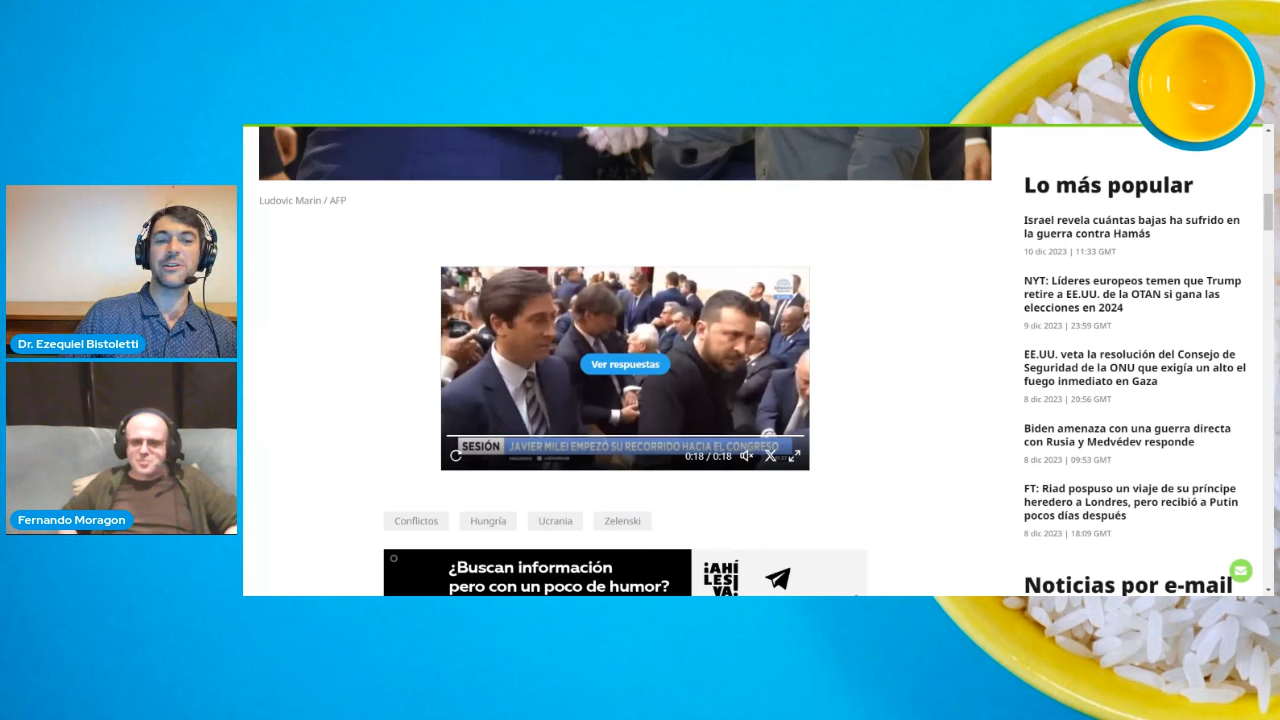 Dr. Ezequiel Bistoletti
Fernando Moragon
Ludovic Marin / AFP
Ver respuestas
SESIÓN
JAVIER MILEI EMPEZÓ SU RECORRIDO HACIA EL CONGRESO
0:18 / 0:18
Conflictos
Hungría
Ucrania
Zelenski
¿Buscan información
pero con un poco de humor?
¡AHÍ
LES
VA!
Lo más popular
Israel revela cuántas bajas ha sufrido en
la guerra contra Hamás
10 dic 2023 | 11:33 GMT
NYT: Líderes europeos temen que Trump
retire a EE.UU. de la OTAN si gana las
elecciones en 2024
9 dic 2023 | 23:59 GMT
EE.UU. veta la resolución del Consejo de
Seguridad de la ONU que exigía un alto el
fuego inmediato en Gaza
8 dic 2023 | 20:56 GMT
Biden amenaza con una guerra directa
con Rusia y Medvédev responde
8 dic 2023 | 09:53 GMT
FT: Riad pospuso un viaje de su príncipe
heredero a Londres, pero recibió a Putin
pocos días después
8 dic 2023 | 18:09 GMT
Noticias por e-mail